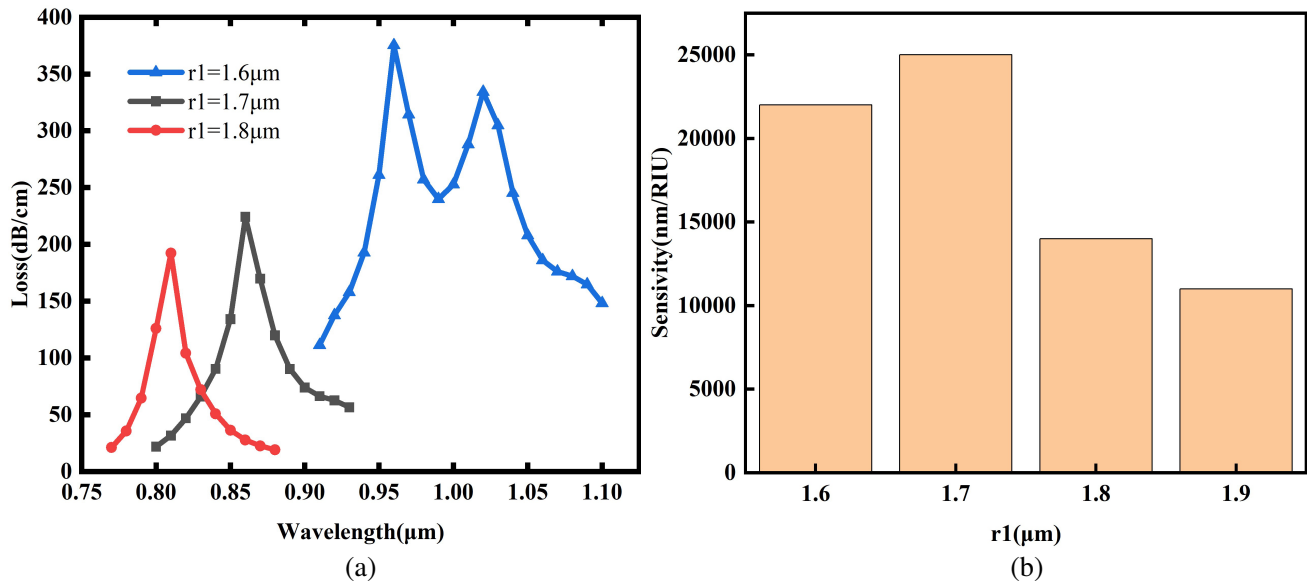 400
350
300
250
200
150
100
50
0
Loss(dB/cm)
r1=1.6μm
r1=1.7μm
r1=1.8μm
0.75 0.80 0.85 0.90 0.95 1.00 1.05 1.10
Wavelength(μm)
(a)
25000
20000
15000
10000
5000
0
Sensivity(nm/RIU)
1.6 1.7 1.8 1.9
r1(μm)
(b)